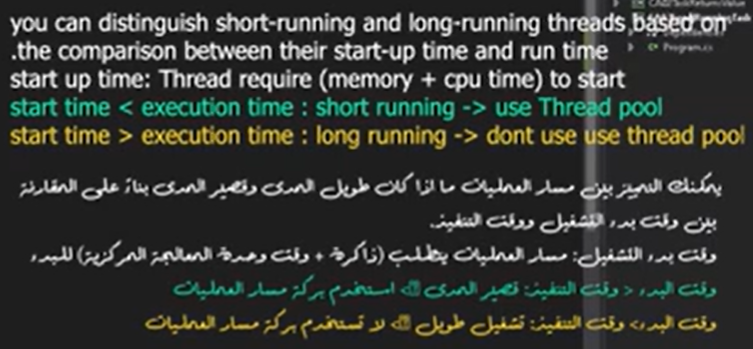 CAUITaskReturnsValue
you can distinguish short-running and long-running threads based on
.the comparison between their start-up time and run time
Program.cs
start up time: Thread require (memory + cpu time) to start
start time < execution time : short running -> use Thread pool
start time > execution time : long running -> dont use use thread pool
يمكنك التمييز بين مسار العمليات ما اذا كان طويل المدى وقصير المدى بناءً على المقارنة
بين وقت بدء التشغيل ووقت التنفيذ.
وقت بدء التشغيل: مسار العمليات يتطلب (ذاكرة + وقت وحدة المعالجة المركزية) للبدء
وقت البدء < وقت التنفيذ: قصير المدى استخدم بركة مسار العمليات
وقت البدء> وقت التنفيذ: تشغيل طويل لا تستخدم بركة مسار العمليات